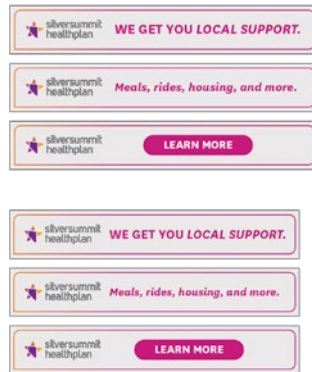 silversummit
healthplan
WE GET YOU LOCAL SUPPORT.
silversummit
healthplan
Meals, rides, housing, and more.
silversummit
healthplan
LEARN MORE
silversummit
healthplan
WE GET YOU LOCAL SUPPORT.
silversummit
healthplan
Meals, rides, housing, and more.
silversummit
healthplan
LEARN MORE